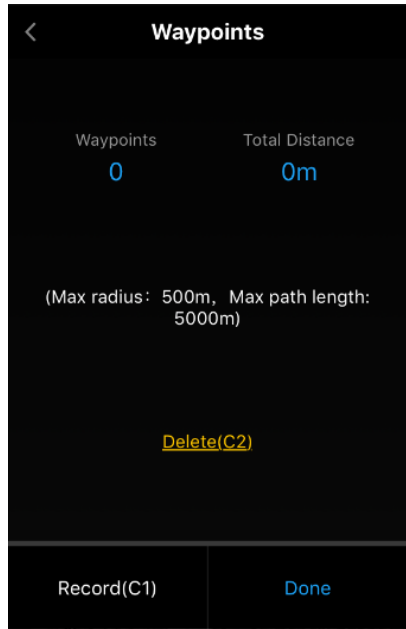 Waypoints
Waypoints
Total Distance
0
0m
(Max radius：500m，Max path length:
5000m)
Delete(C2)
Record(C1)
Done